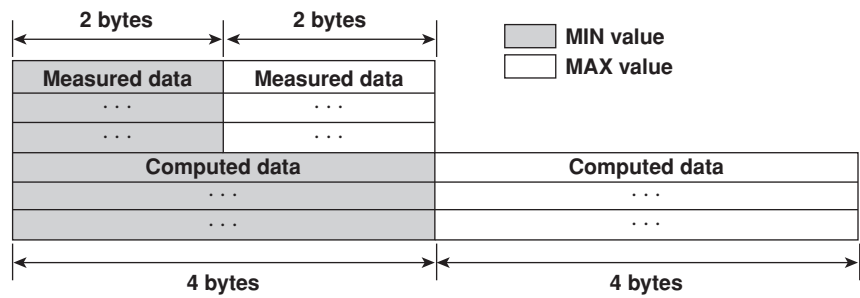 2 bytes 2 bytes
MIN value
MAX value
Measured data Measured data
. . . . . .
. . . . . .
Computed data Computed data
. . . . . .
. . . . . .
4 bytes 4 bytes